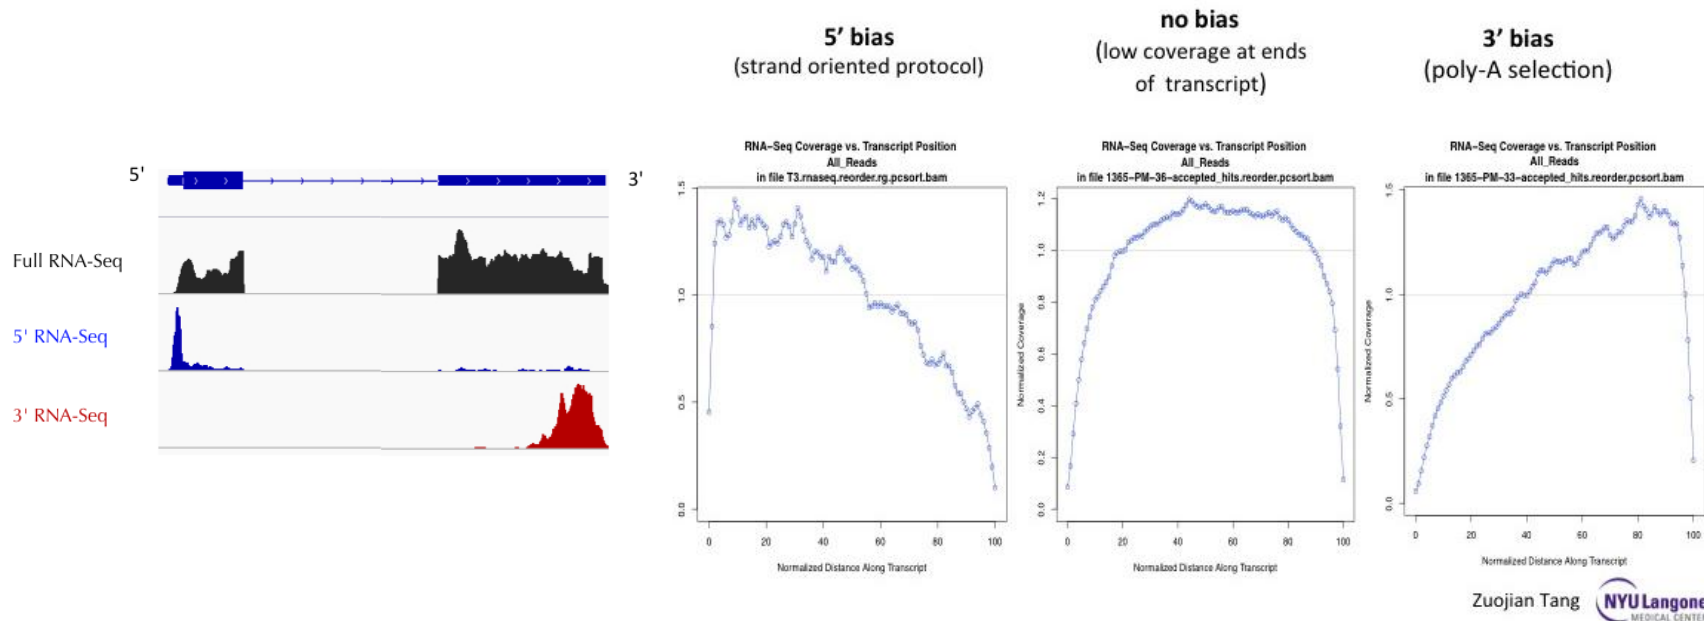 5'
3'
Full RNA-Seq
5' RNA-Seq
3' RNA-Seq
5’ bias
(strand oriented protocol)
RNA−Seq Coverage vs. Transcript Position
All_Reads
in file T3.rnaseq.reorder.rg.pcsort.bam
1.5
1.0
0.5
0.0
0 20 40 60 80 100
Normalized Distance Along Transcript
no bias
(low coverage at ends
of transcript)
RNA−Seq Coverage vs. Transcript Position
All_Reads
in file 1365−PM−36−accepted_hits.reorder.pcsort.bam
Normalized Coverage
1.2
1.0
0.8
0.6
0.4
0.2
0.0
0 20 40 60 80 100
Normalized Distance Along Transcript
3’ bias
(poly-A selection)
RNA−Seq Coverage vs. Transcript Position
All_Reads
in file 1365−PM−33−accepted_hits.reorder.pcsort.bam
Normalized Coverage
1.5
1.0
0.5
0.0
0 20 40 60 80 100
Normalized Distance Along Transcript
Zuojian Tang
NYU Langone
MEDICAL CENTER